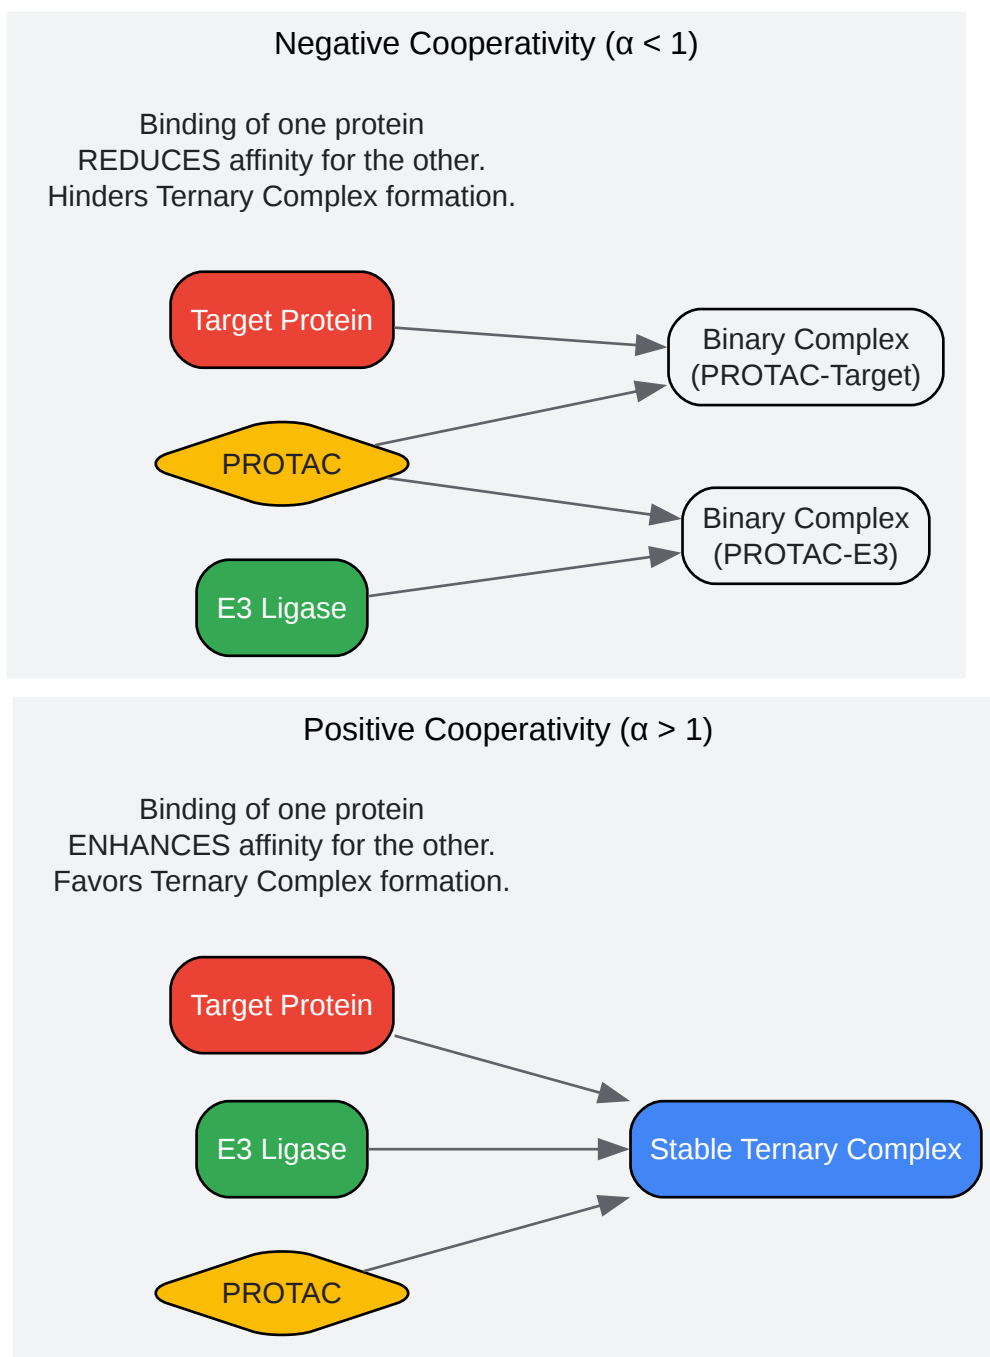 Negative Cooperativity (α < 1)
Binding of one protein
REDUCES affinity for the other.
Hinders Ternary Complex formation.
Target Protein
Binary Complex
(PROTAC-Target)
PROTAC
Binary Complex
(PROTAC-E3)
E3 Ligase
Positive Cooperativity (α > 1)
Binding of one protein
ENHANCES affinity for the other.
Favors Ternary Complex formation.
Target Protein
E3 Ligase
Stable Ternary Complex
PROTAC